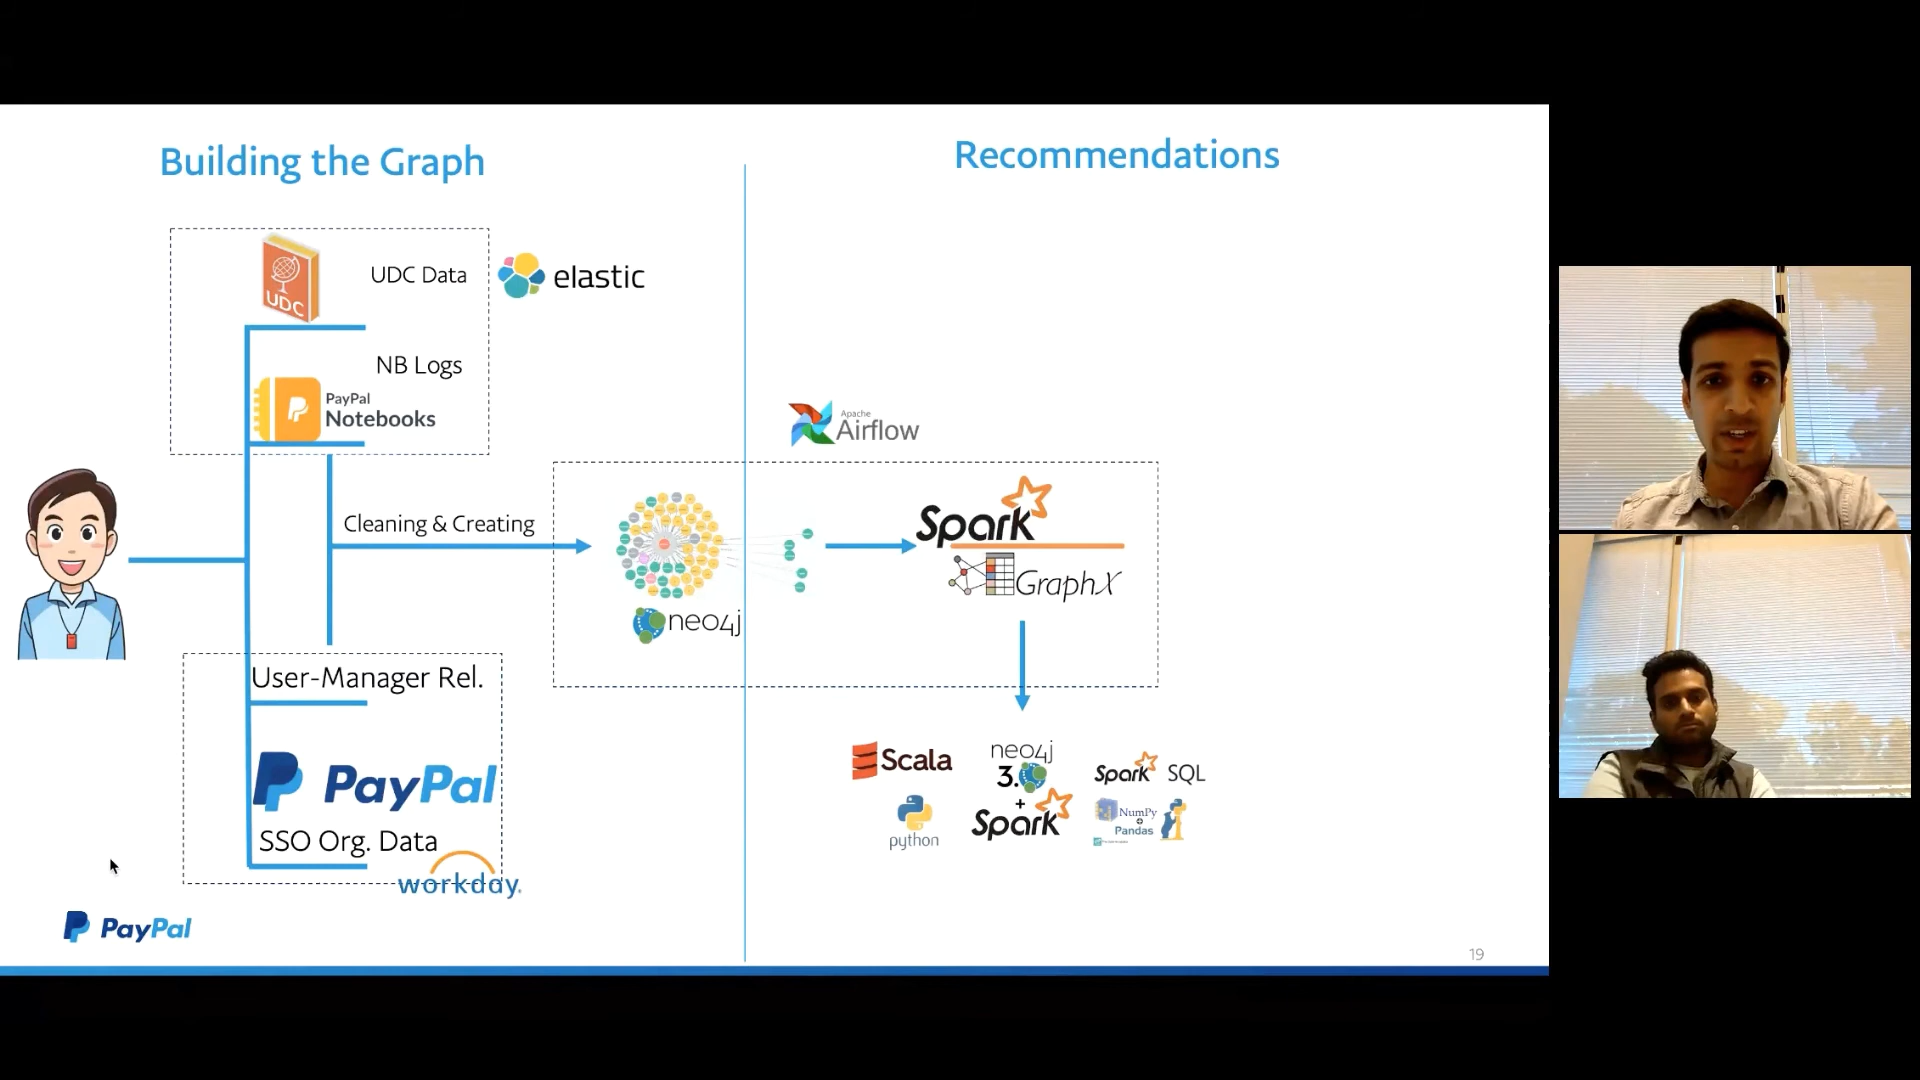 Building the Graph
Recommendations
UDC
UDC Data
elastic
NB Logs
PayPal
Notebooks
Apache
Airflow
Cleaning & Creating
Spark
GraphX
neo4j
User-Manager Rel.
PayPal
SSO Org. Data
workday.
Scala
neo4j
3.
+
Spark
Spark SQL
python
NumPy
+
Pandas
PayPal
19